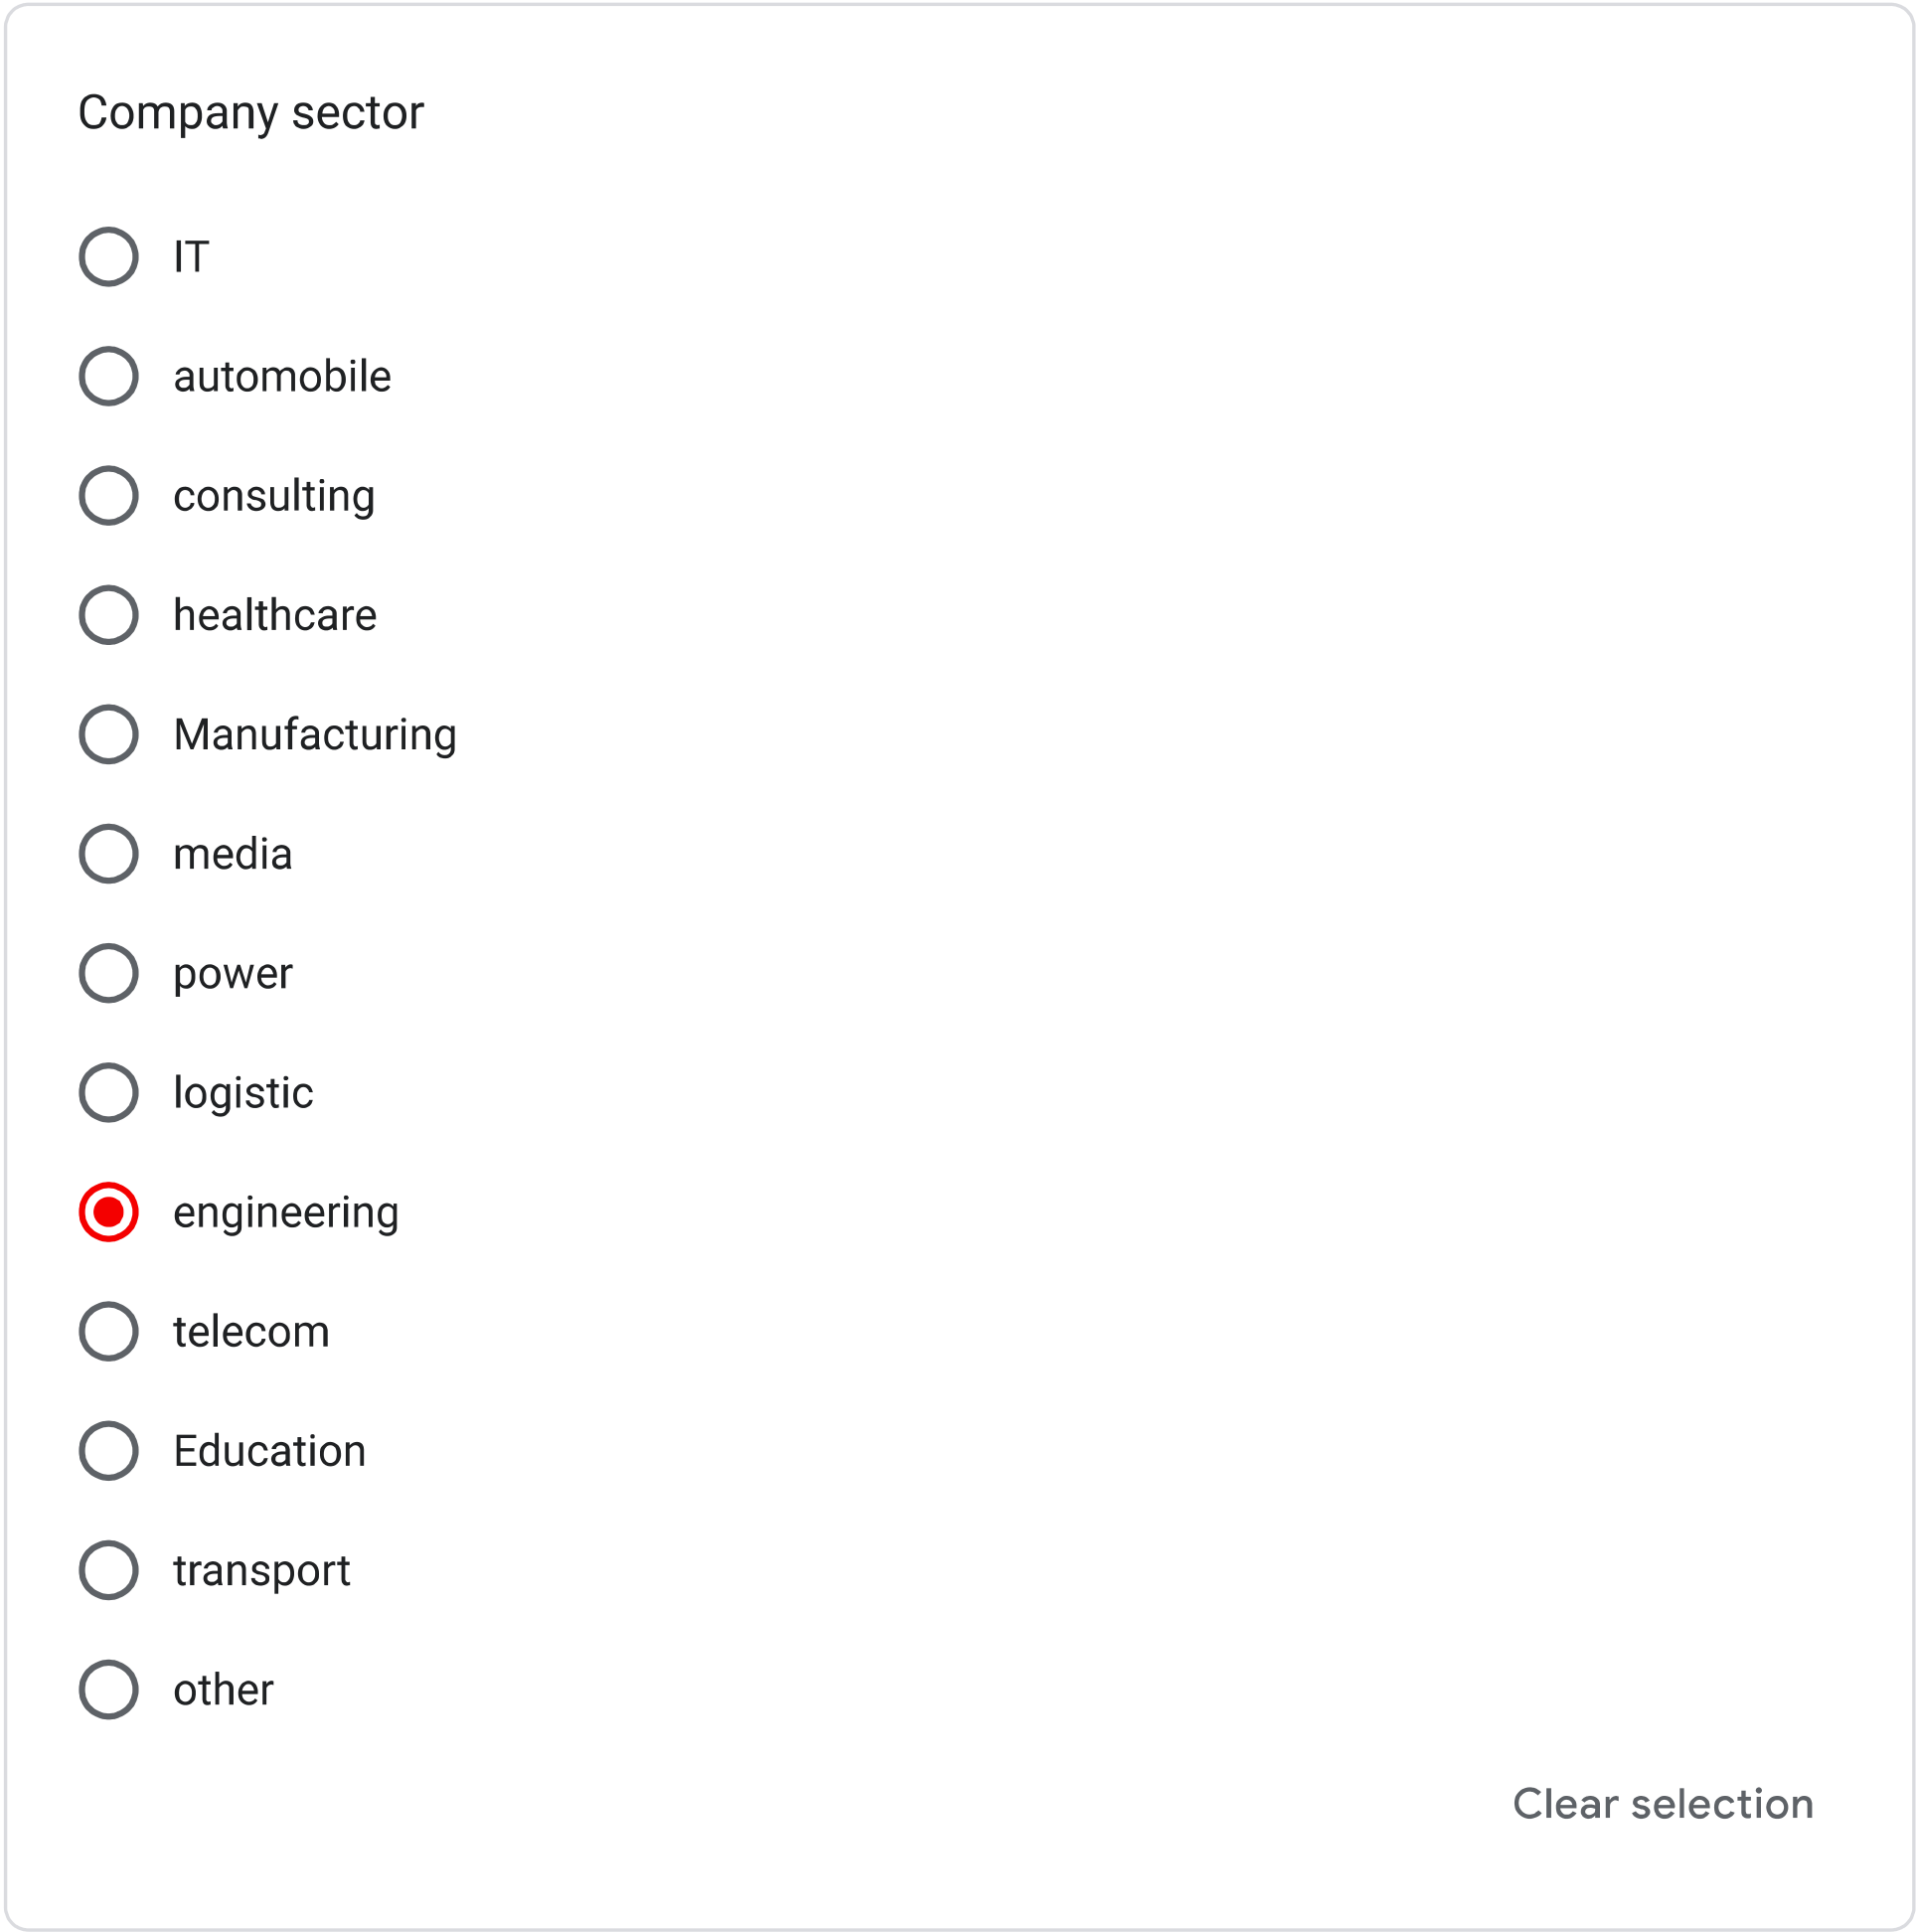 Company sector
IT
automobile
consulting
healthcare
Manufacturing
media
power
logistic
engineering
telecom
Education
transport
other
Clear selection